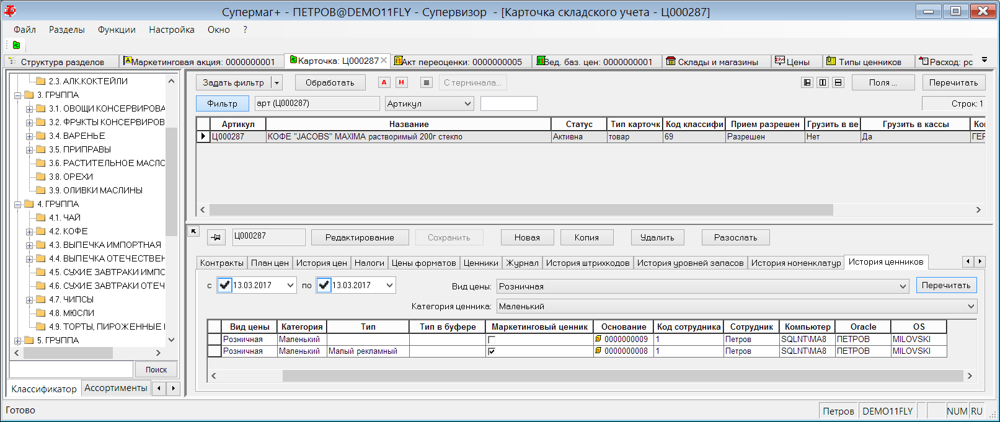 Супермаг+ - ПЕТРОВ@DEMO11FLY - Супервизор - [Карточка складского учета - Ц000287]
Файл Разделы Функции Настройка Окно ?
Структура разделов Маркетинговая акция: 0000000001 Карточка: Ц000287 Акт переоценки: 0000000005 Вед. баз. цен: 0000000001 Склады и магазины Цены Типы ценников Расход: рс
2.3. АЛК.КОКТЕЙЛИ
3. ГРУППА
3.1. ОВОЩИ КОНСЕРВИРОВА
3.2. ФРУКТЫ КОНСЕРВИРОВ
3.4. ВАРЕНЬЕ
3.5. ПРИПРАВЫ
3.6. РАСТИТЕЛЬНОЕ МАСЛО
3.8. ОРЕХИ
3.9. ОЛИВКИ МАСЛИНЫ
4. ГРУППА
4.1. ЧАЙ
4.2. КОФЕ
4.3. ВЫПЕЧКА ИМПОРТНАЯ
4.4. ВЫПЕЧКА ОТЕЧЕСТВЕН
4.5. СУХИЕ ЗАВТРАКИ ИМПО
4.6. СУХИЕ ЗАВТРАКИ ОТЕЧ
4.7. ЧИПСЫ
4.8. МЮСЛИ
4.9. ТОРТЫ, ПИРОЖЕННЫЕ
5. ГРУППА
Поиск
Классификатор Ассортименты
Задать фильтр Обработать А Н С терминала... Поля ... Перечитать
Фильтр арт (Ц000287) Артикул Строк: 1
Артикул Название Статус Тип карточк Код классифи Прием разрешен Грузить в ве Грузить в кассы Ко
Ц000287 КОФЕ "JACOBS" MAXIMA растворимый 200г стекло Активна товар 69 Разрешен Нет Да ГЕР
Ц000287 Редактирование Сохранить Новая Копия Удалить Разослать
Контракты План цен История цен Налоги Цены форматов Ценники Журнал История штрихкодов История уровней запасов История номенклатур История ценников
с 13.03.2017 по 13.03.2017 Вид цены: Розничная Перечитать
Категория ценника: Маленький
Вид цены Категория Тип Тип в буфере Маркетинговый ценник Основание Код сотрудника Сотрудник Компьютер Oracle OS
Розничная Маленький 0000000009 1 Петров SQLNT\MA8 ПЕТРОВ MILOVSKI
Розничная Маленький Малый рекламный 0000000008 1 Петров SQLNT\MA8 ПЕТРОВ MILOVSKI
Готово Петров DEMO11FLY NUM RU